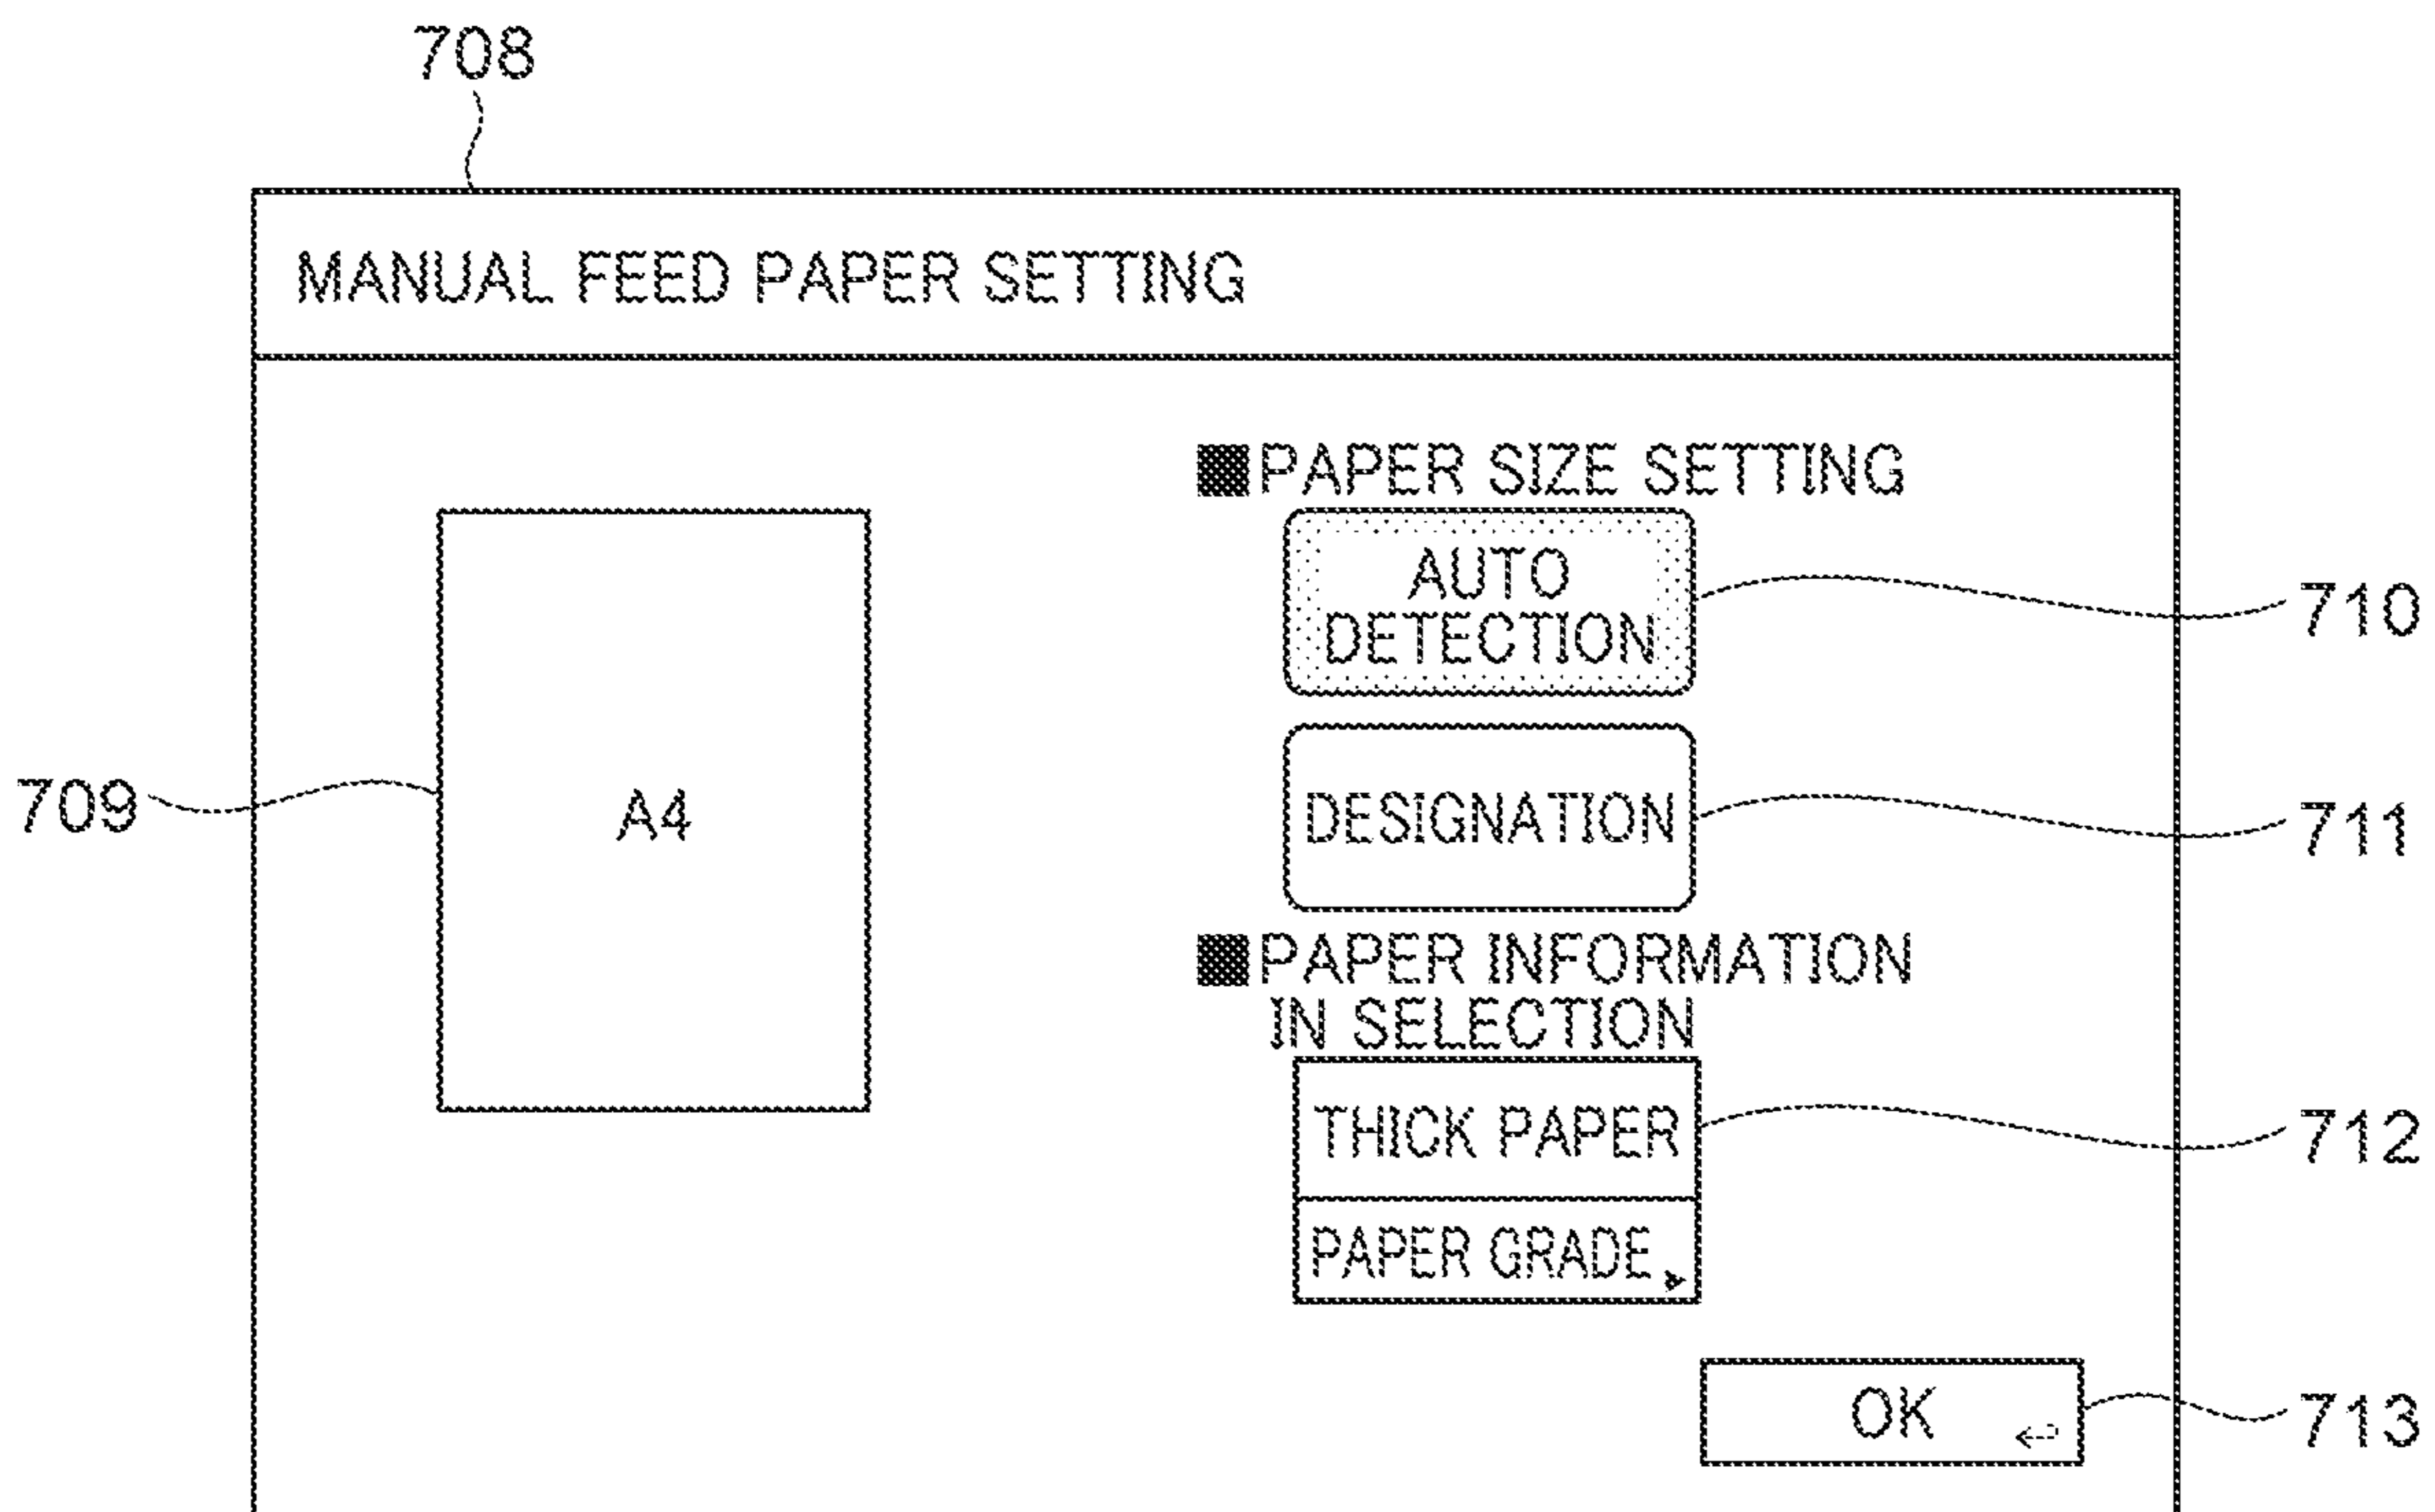 708
MANUAL FEED PAPER SETTING
■PAPER SIZE SETTING
AUTO
DETECTION
710
709
A4
DESIGNATION
711
■PAPER INFORMATION
IN SELECTION
THICK PAPER
712
PAPER GRADE
OK
713